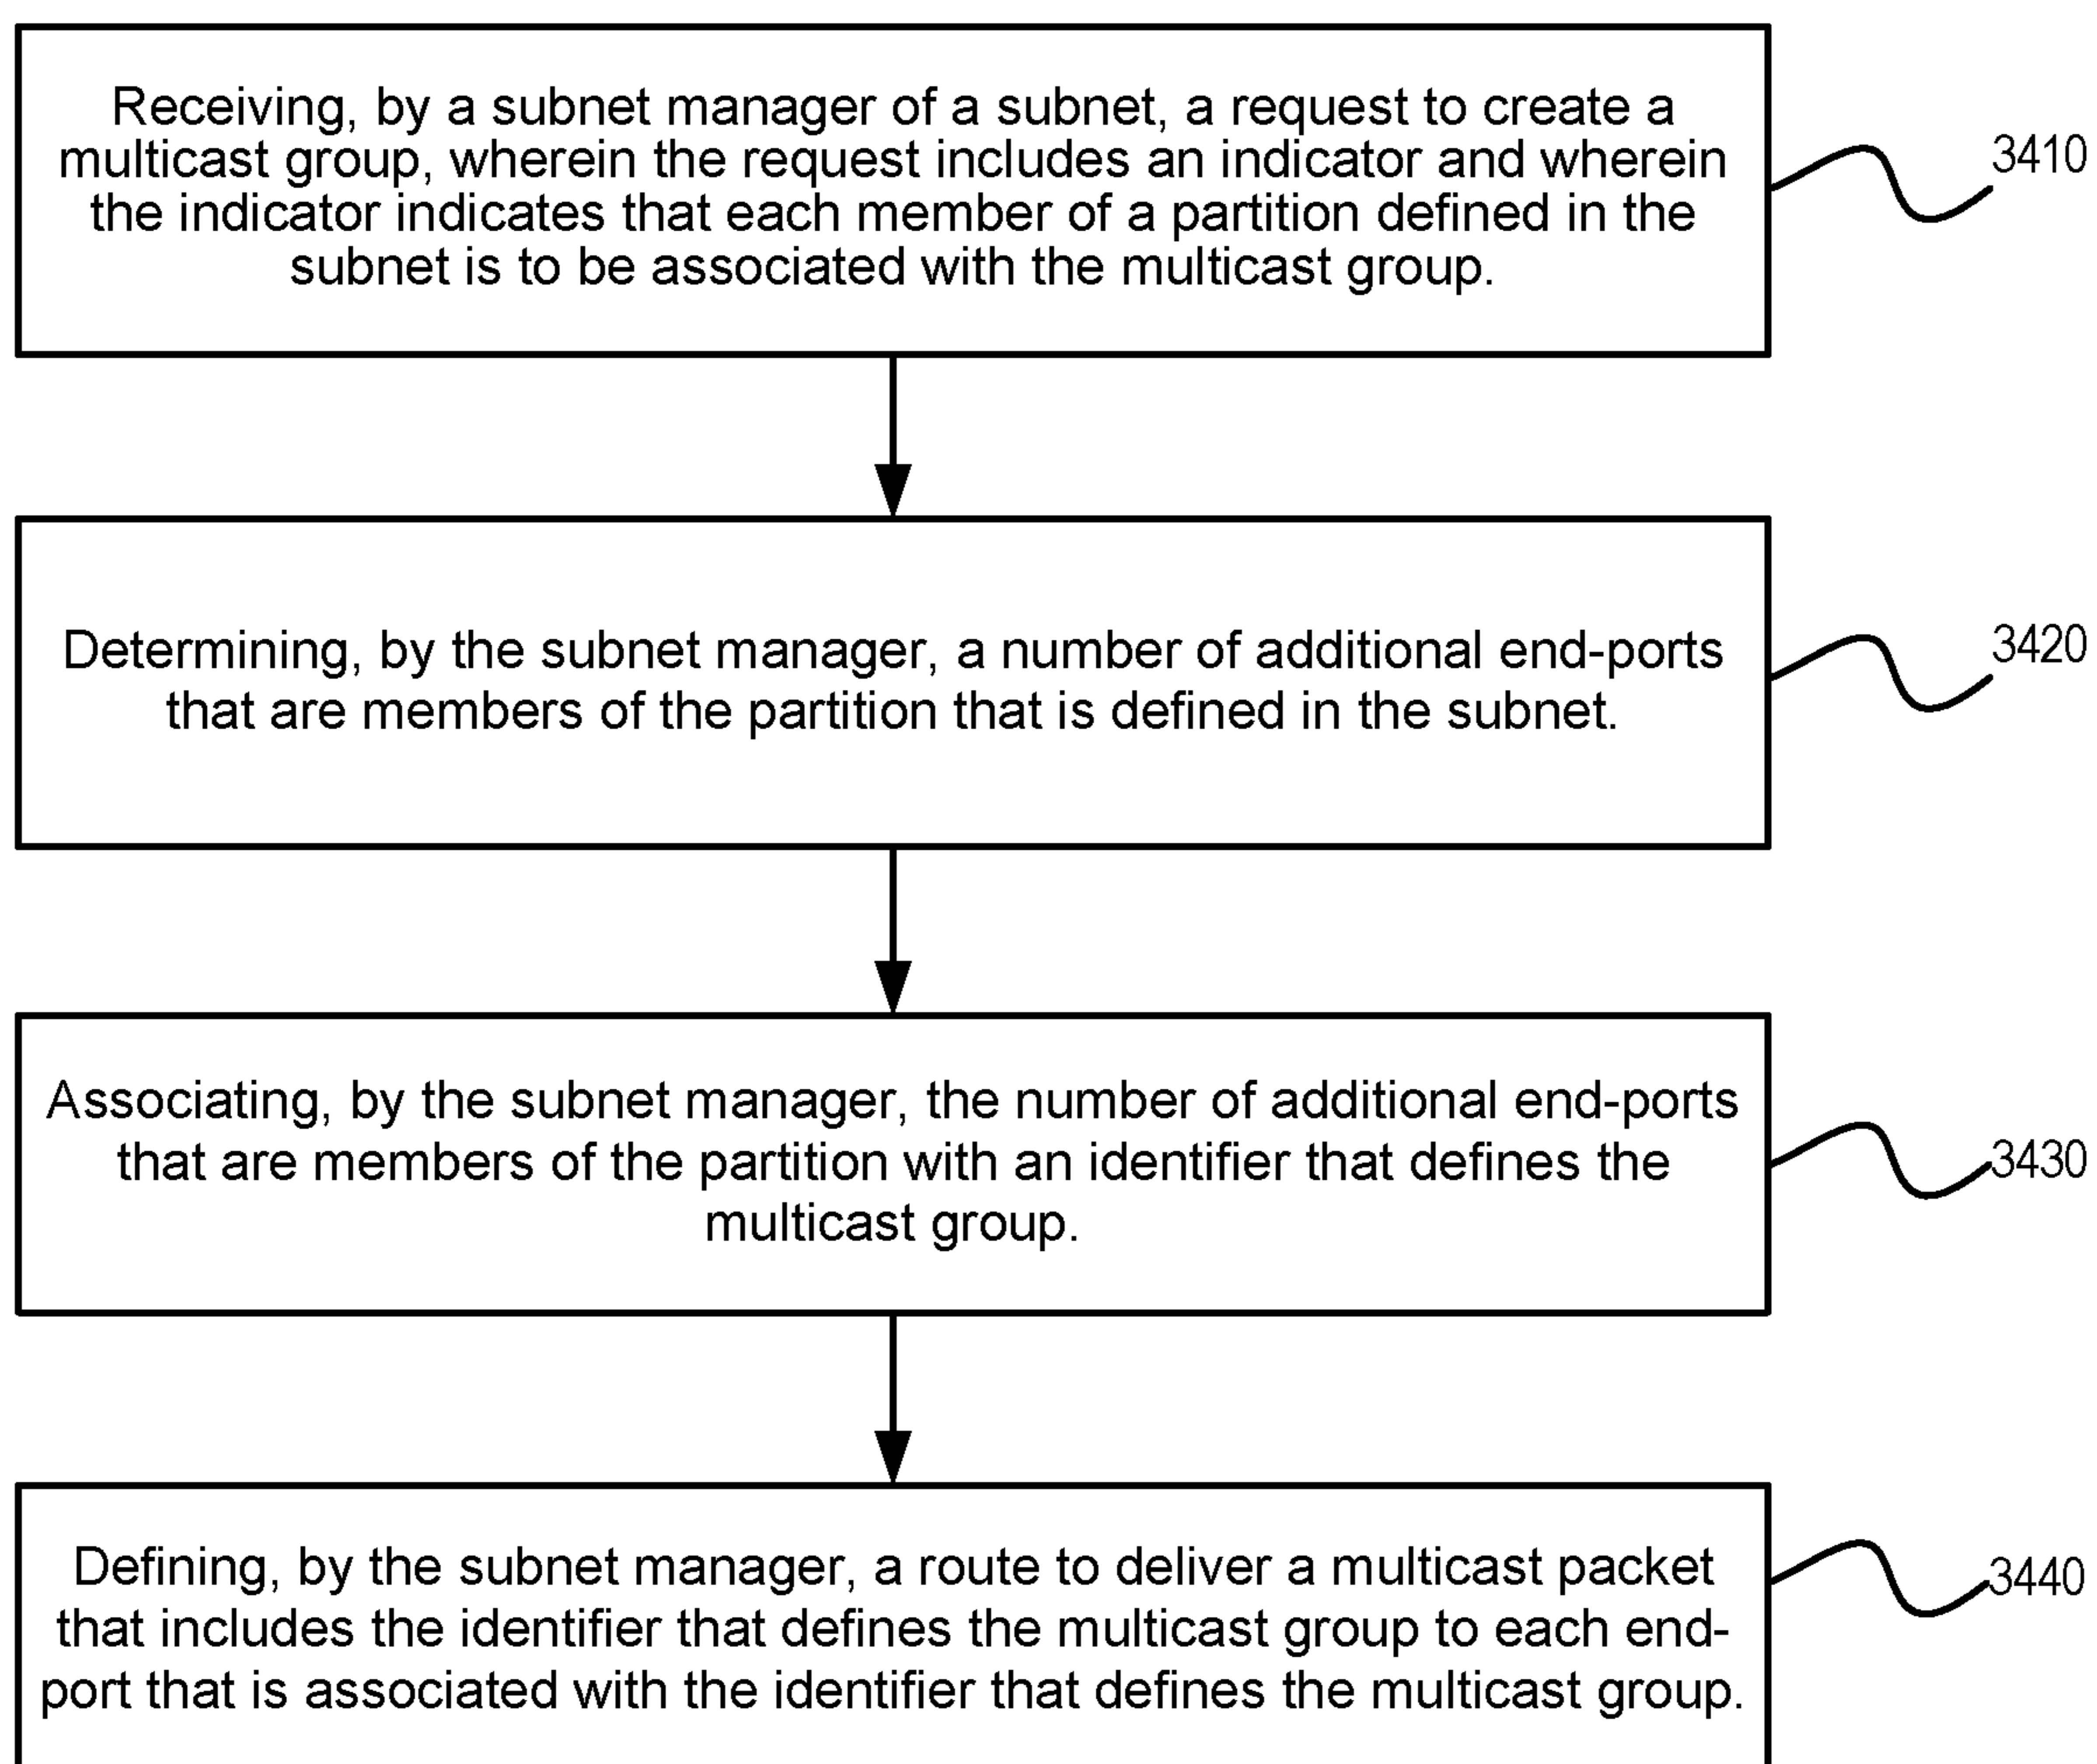 Receiving, by a subnet manager of a subnet, a request to create a
multicast group, wherein the request includes an indicator and wherein
the indicator indicates that each member of a partition defined in the
subnet is to be associated with the multicast group.
3410
Determining, by the subnet manager, a number of additional end-ports
that are members of the partition that is defined in the subnet.
3420
Associating, by the subnet manager, the number of additional end-ports
that are members of the partition with an identifier that defines the
multicast group.
3430
Defining, by the subnet manager, a route to deliver a multicast packet
that includes the identifier that defines the multicast group to each end-
port that is associated with the identifier that defines the multicast group.
3440